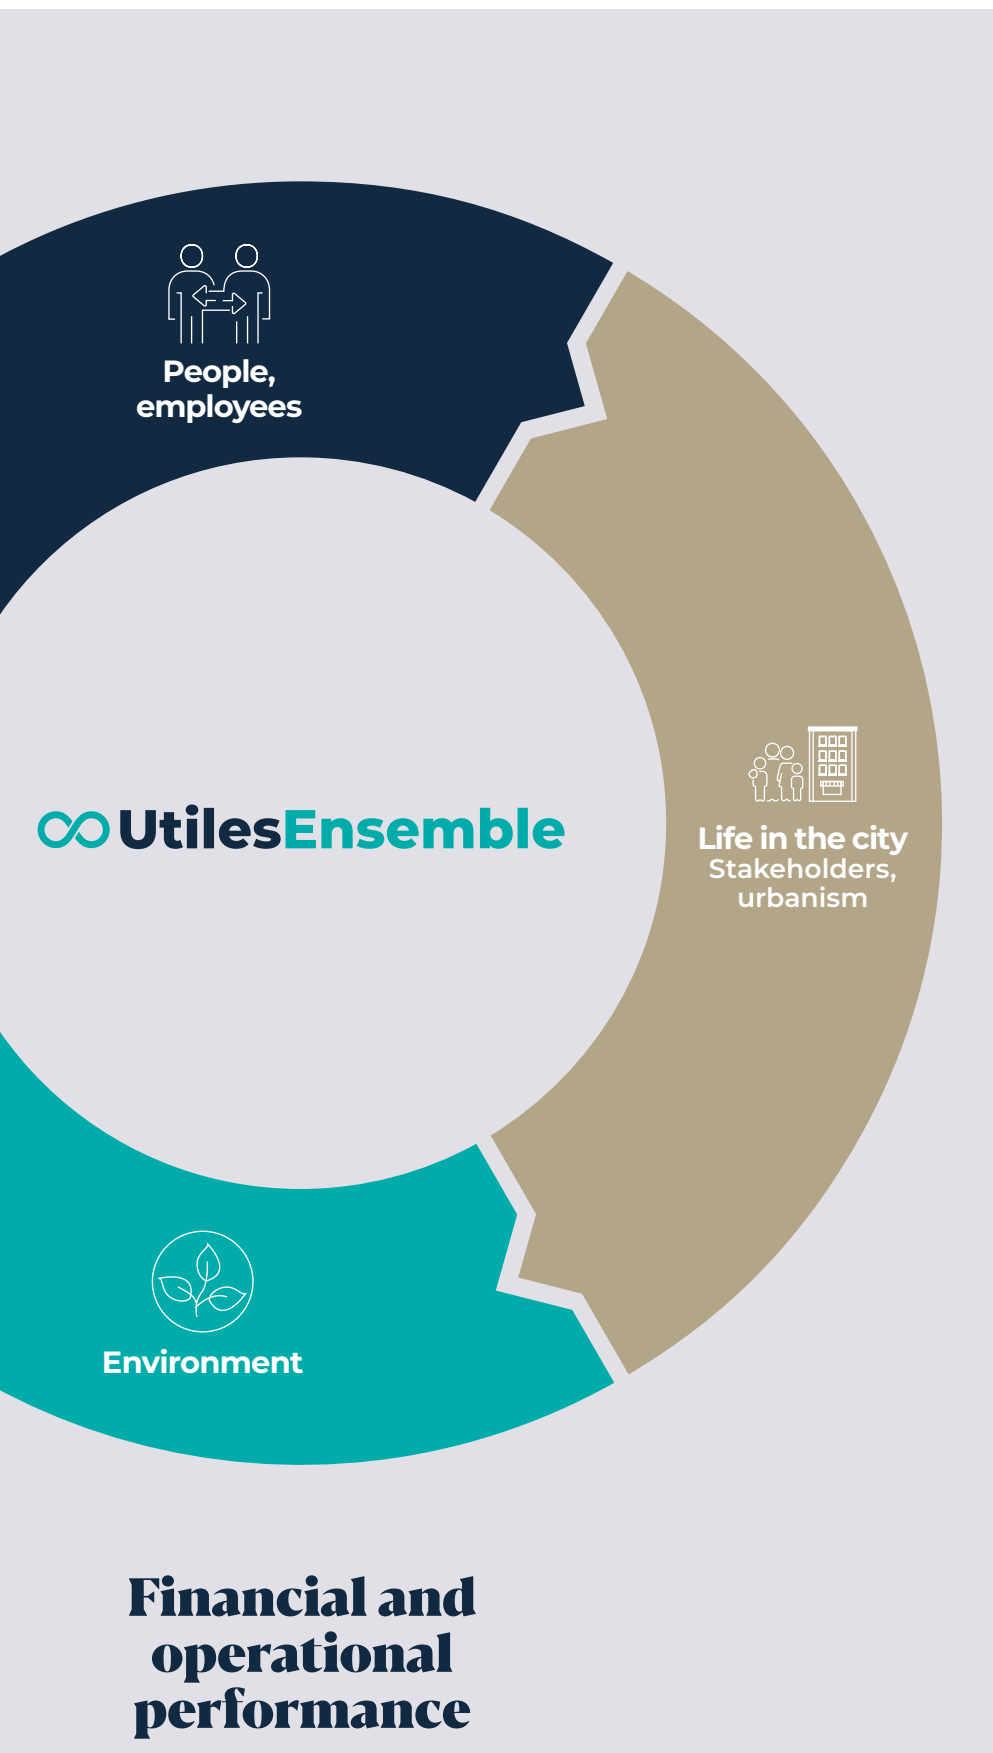 People,
employees
UtilesEnsemble
Life in the city
Stakeholders,
urbanism
Environment
Financial and
operational
performance